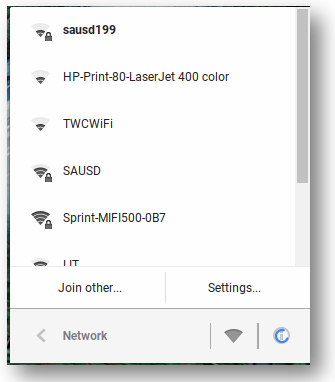 sausd199
HP-Print-80-LaserJet 400 color
TWCWiFi
SAUSD
Sprint-MIFI500-0B7
Join other...
Settings...
Network